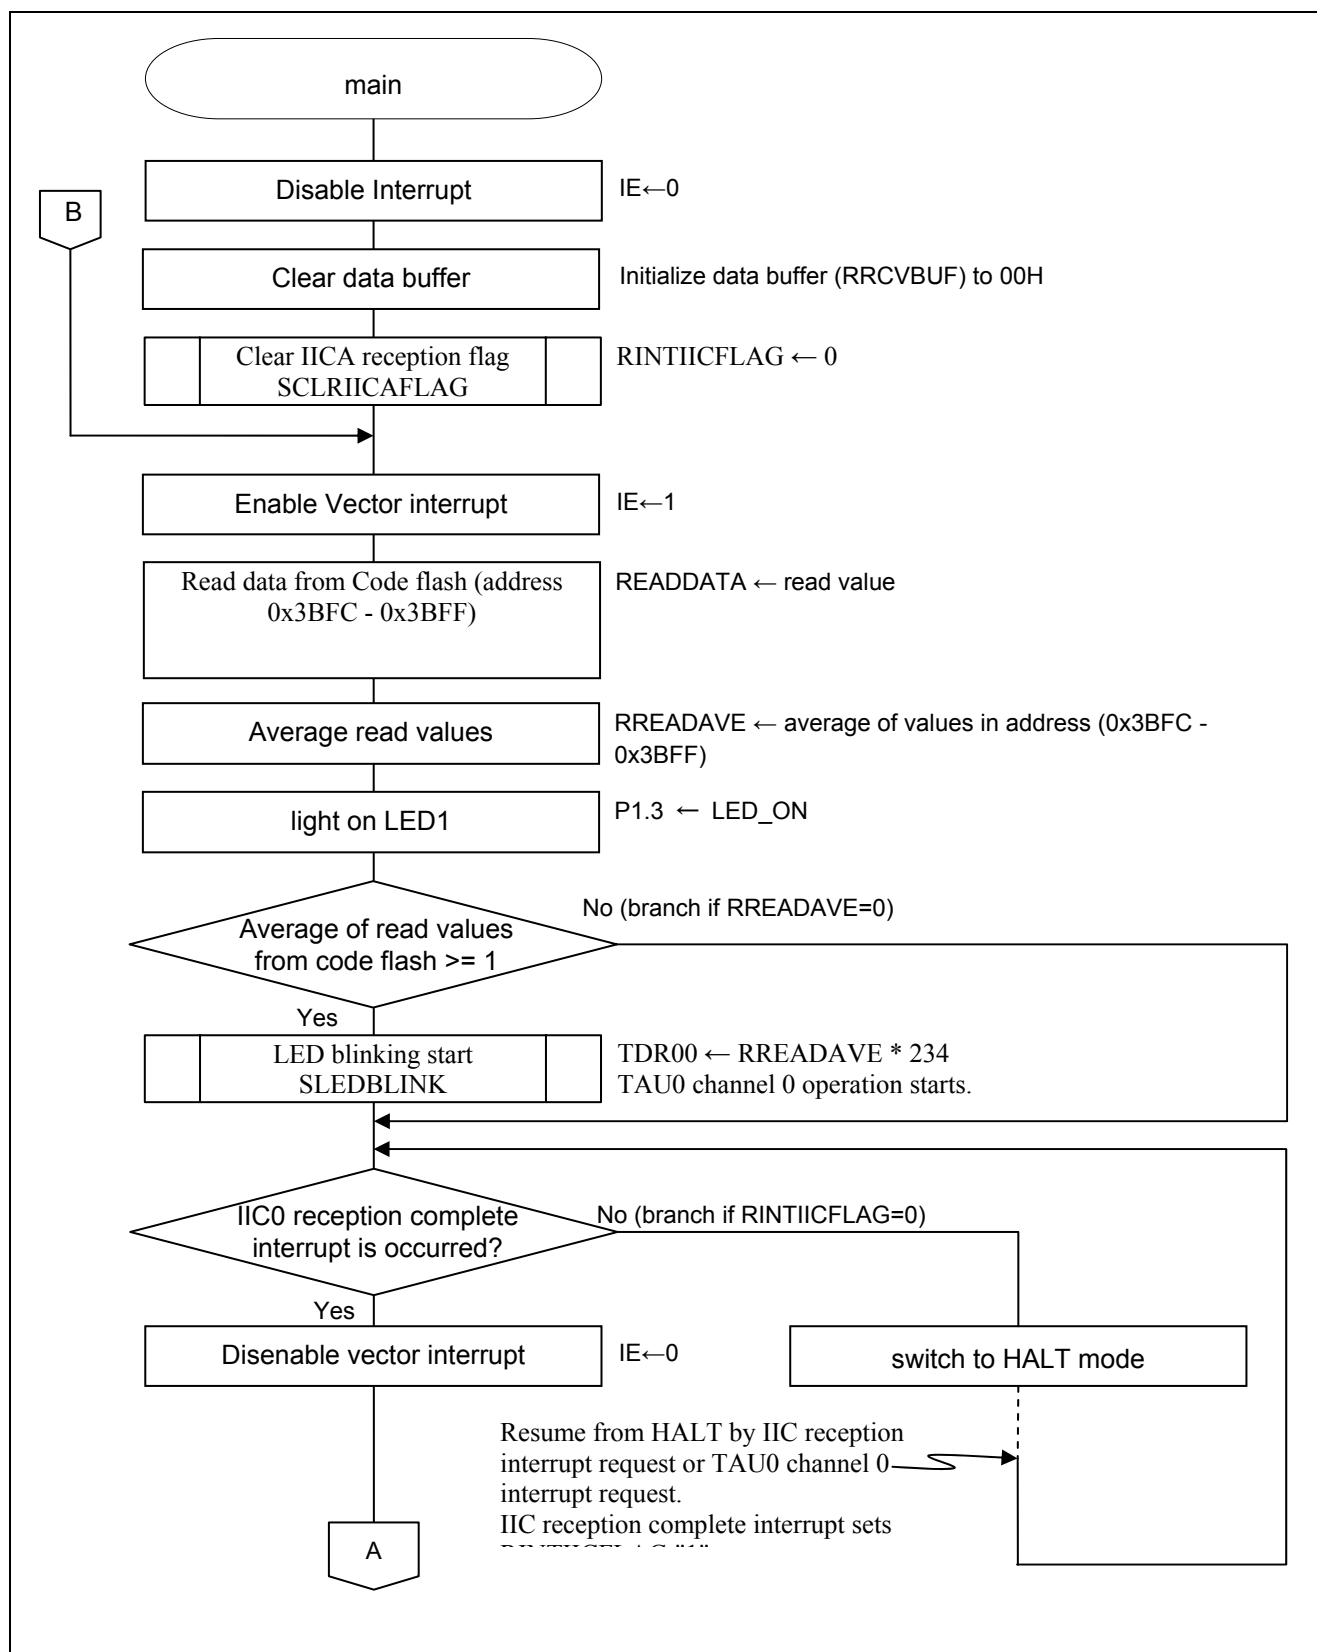 main
Disable Interrupt
IE←0
B
Clear data buffer
Initialize data buffer (RRCVBUF) to 00H
Clear IICA reception flag
SCLRIICAFLAG
RINTIICFLAG ← 0
Enable Vector interrupt
IE←1
Read data from Code flash (address
0x3BFC - 0x3BFF)
READDATA ← read value
Average read values
RREADAVE ← average of values in address (0x3BFC -
0x3BFF)
light on LED1
P1.3 ← LED_ON
No (branch if RREADAVE=0)
Average of read values
from code flash >= 1
Yes
LED blinking start
SLEDBLINK
TDR00 ← RREADAVE * 234
TAU0 channel 0 operation starts.
IIC0 reception complete
interrupt is occurred?
No (branch if RINTIICFLAG=0)
Yes
Disenable vector interrupt
IE←0
switch to HALT mode
Resume from HALT by IIC reception
interrupt request or TAU0 channel 0
interrupt request.
IIC reception complete interrupt sets
A